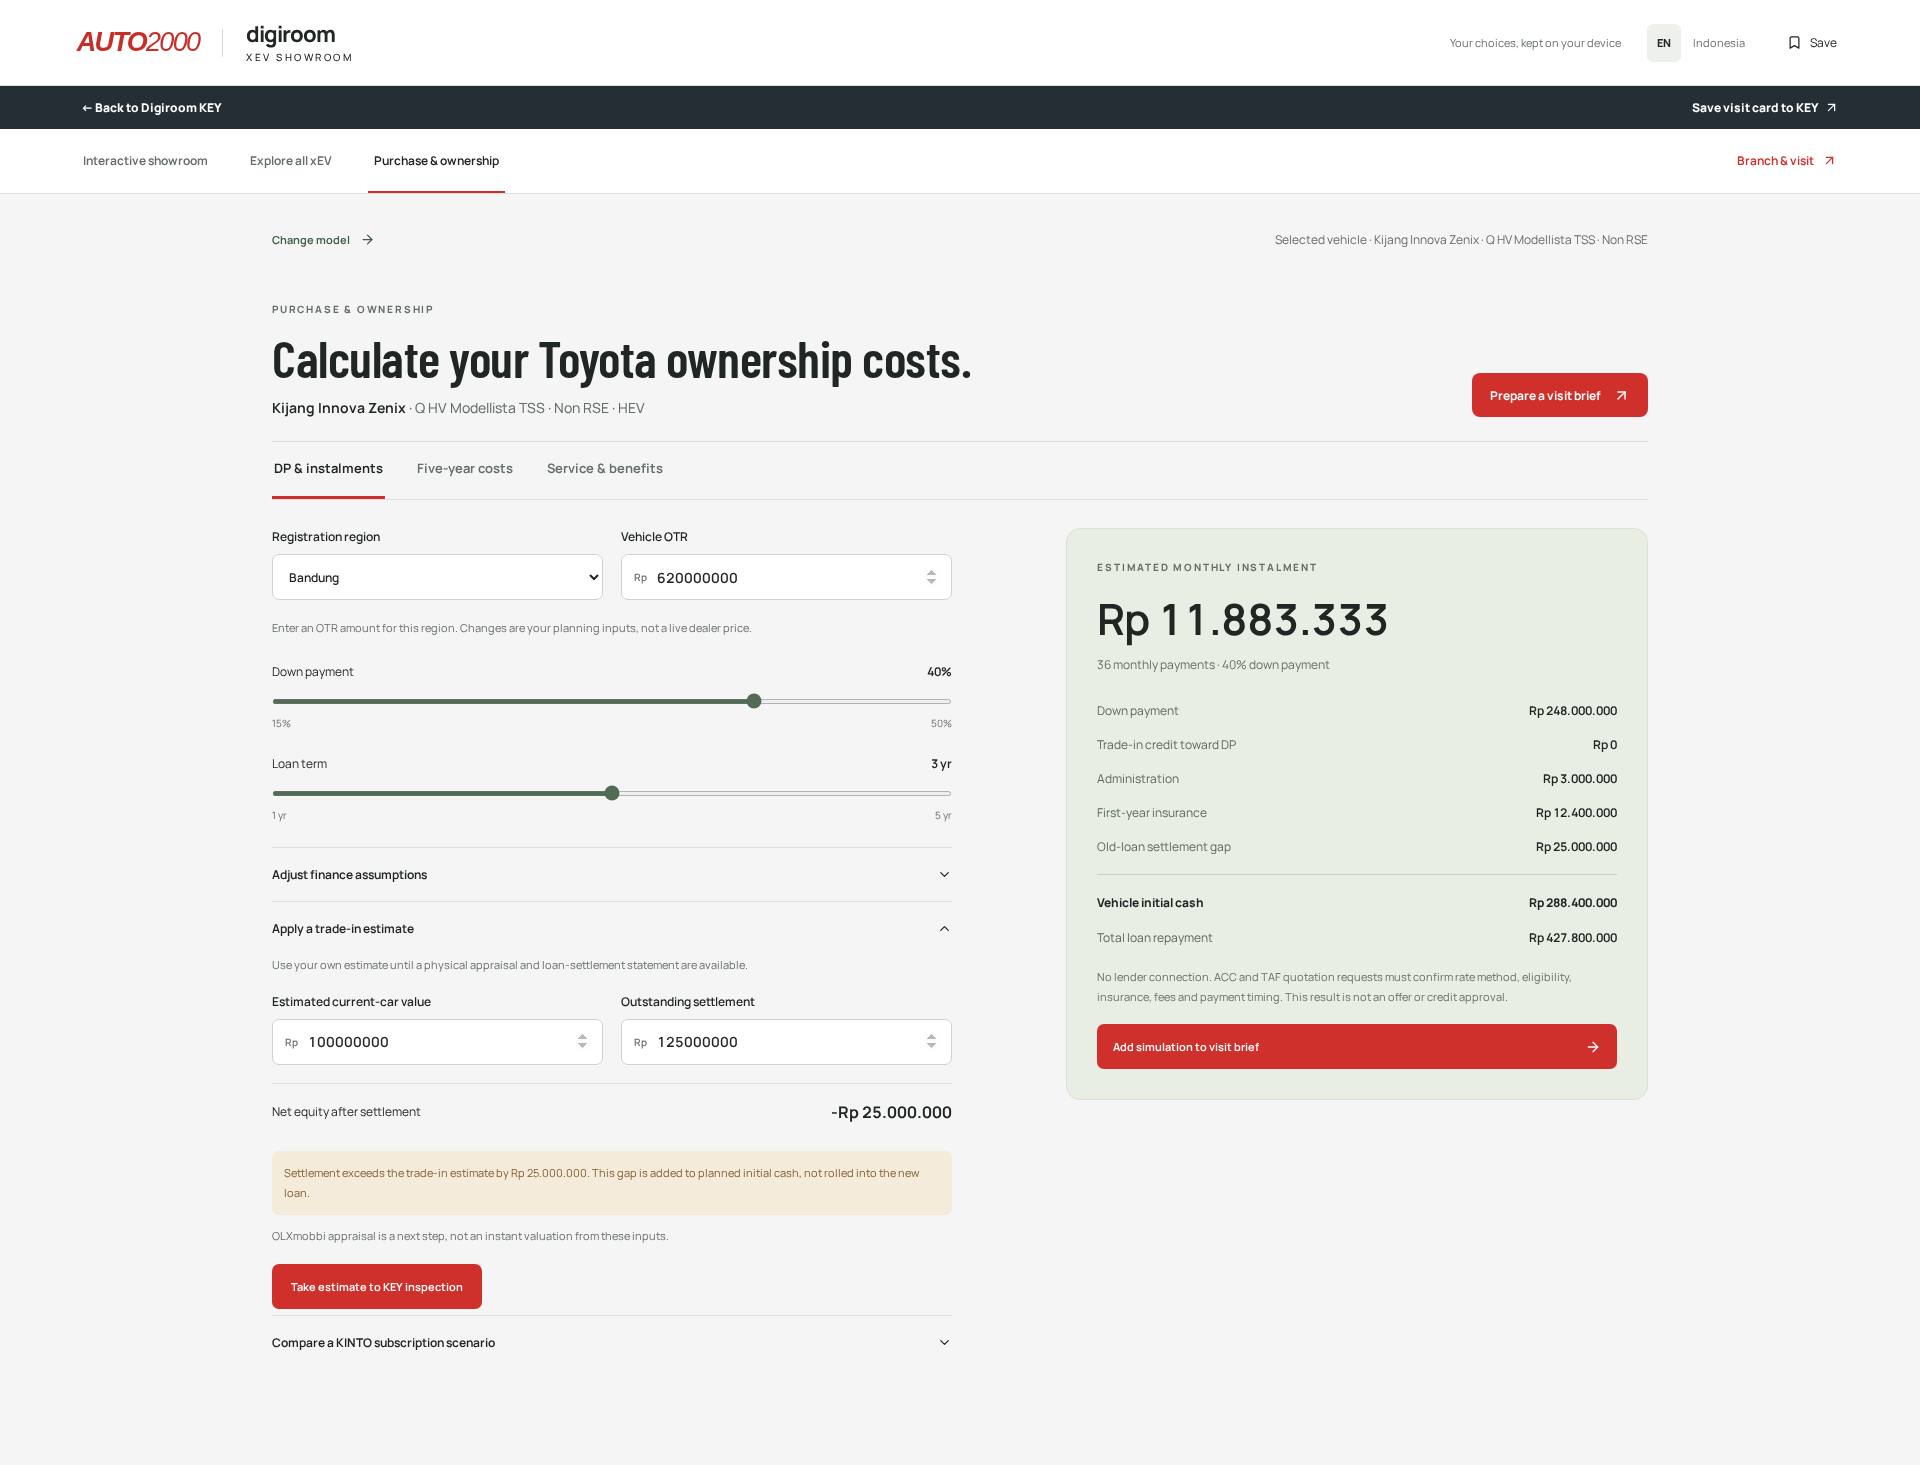 AUTO2000
digiroom
XEV SHOWROOM
Your choices, kept on your device
EN
Indonesia
Save
← Back to Digiroom KEY
Save visit card to KEY
Interactive showroom
Explore all xEV
Purchase & ownership
Branch & visit
Change model
Selected vehicle · Kijang Innova Zenix · Q HV Modellista TSS · Non RSE
PURCHASE & OWNERSHIP
Calculate your Toyota ownership costs.
Kijang Innova Zenix · Q HV Modellista TSS · Non RSE · HEV
Prepare a visit brief
DP & instalments
Five-year costs
Service & benefits
Registration region
Vehicle OTR
Bandung
Rp 620000000
Enter an OTR amount for this region. Changes are your planning inputs, not a live dealer price.
Down payment
40%
15%
50%
Loan term
3 yr
1 yr
5 yr
Adjust finance assumptions
Apply a trade-in estimate
Use your own estimate until a physical appraisal and loan-settlement statement are available.
Estimated current-car value
Outstanding settlement
Rp 100000000
Rp 125000000
Net equity after settlement
-Rp 25.000.000
Settlement exceeds the trade-in estimate by Rp 25.000.000. This gap is added to planned initial cash, not rolled into the new
loan.
OLXmobbi appraisal is a next step, not an instant valuation from these inputs.
Take estimate to KEY inspection
Compare a KINTO subscription scenario
ESTIMATED MONTHLY INSTALMENT
Rp 11.883.333
36 monthly payments · 40% down payment
Down payment
Rp 248.000.000
Trade-in credit toward DP
Rp 0
Administration
Rp 3.000.000
First-year insurance
Rp 12.400.000
Old-loan settlement gap
Rp 25.000.000
Vehicle initial cash
Rp 288.400.000
Total loan repayment
Rp 427.800.000
No lender connection. ACC and TAF quotation requests must confirm rate method, eligibility,
insurance, fees and payment timing. This result is not an offer or credit approval.
Add simulation to visit brief